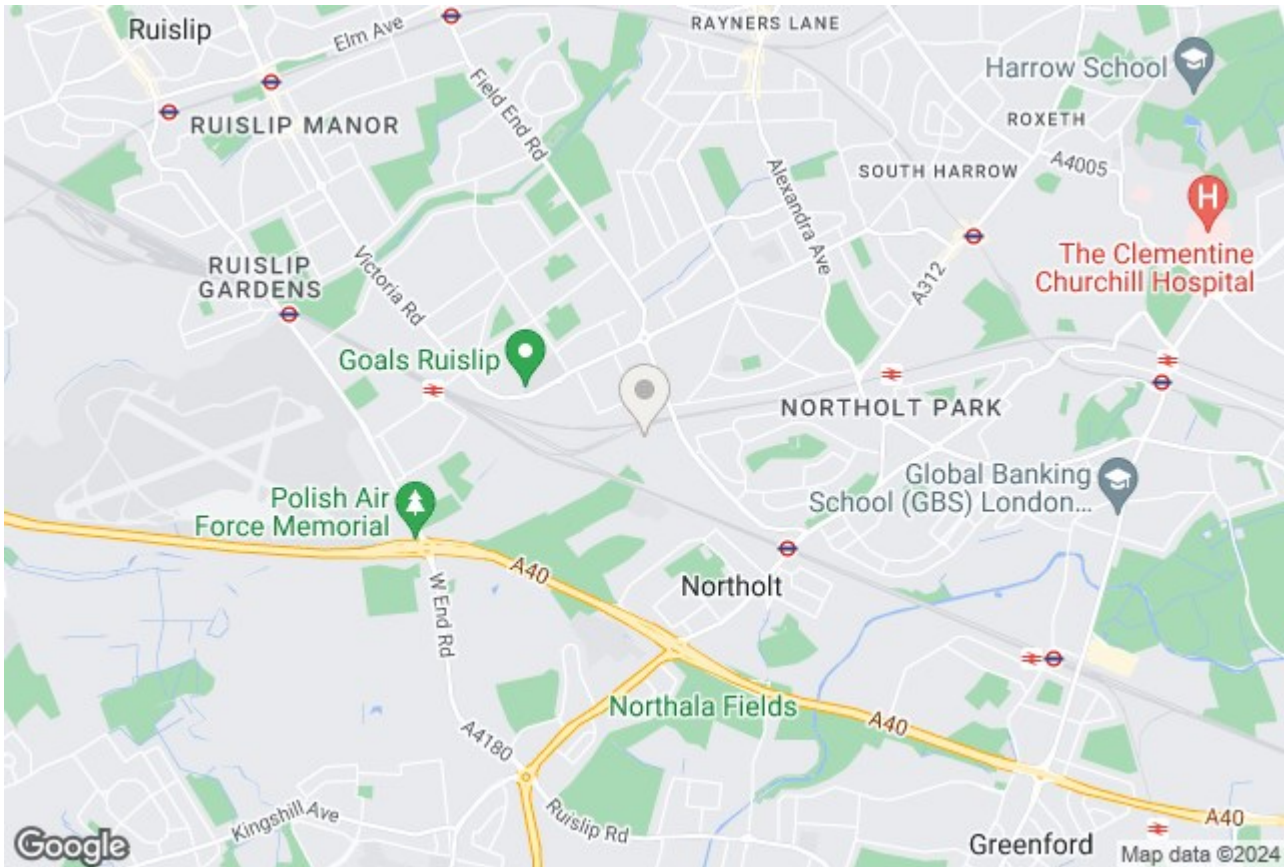 Ruislip
Elm Ave
RAYNERS LANE
Harrow School
Field End Rd
RUISLIP MANOR
ROXETH
A4005
SOUTH HARROW
Alexandra Ave
H
The Clementine
Churchill Hospital
RUISLIP
GARDENS
Victoria Rd
A312
Goals Ruislip
NORTHOLT PARK
Global Banking
School (GBS) London...
Polish Air
Force Memorial
A40
Northolt
W End Rd
Northala Fields
A40
A4180
Kingshill Ave
Ruislip Rd
A40
Greenford
Google
Map data ©2024